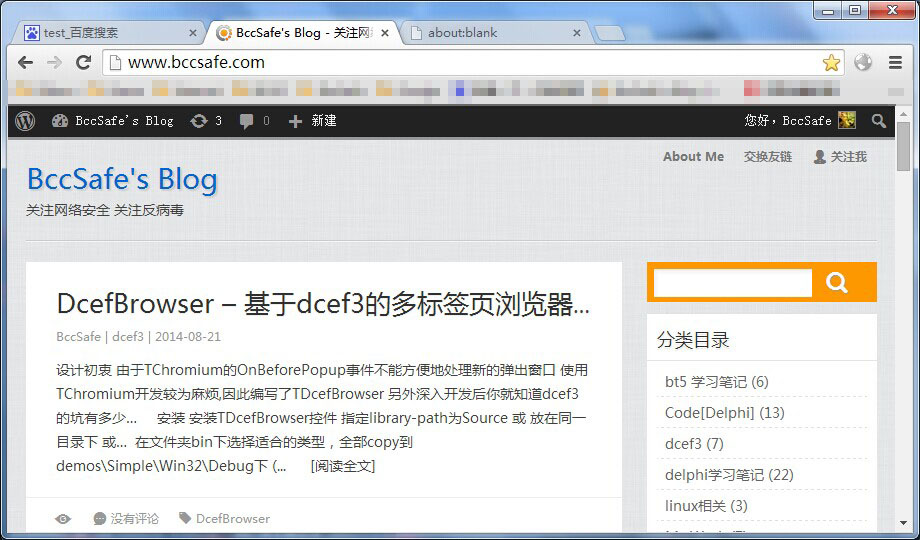 test_百度搜索
BccSafe's Blog - 关注网
about:blank
www.bccsafe.com
BccSafe's Blog 3 0 新建 您好，BccSafe
About Me 交换友链 关注我
BccSafe's Blog
关注网络安全 关注反病毒
DcefBrowser – 基于dcef3的多标签页浏览器...
BccSafe | dcef3 | 2014-08-21
设计初衷 由于TChromium的OnBeforePopup事件不能方便地处理新的弹出窗口 使用
TChromium开发较为麻烦,因此编写了TDcefBrowser 另外深入开发后你就知道dcef3
的坑有多少... 安装 安装TDcefBrowser控件 指定library-path为Source 或 放在同一
目录下 或... 在文件夹bin下选择适合的类型，全部copy到
demos\Simple\Win32\Debug下 (... [阅读全文]
没有评论 DcefBrowser
分类目录
bt5 学习笔记 (6)
Code[Delphi] (13)
dcef3 (7)
delphi学习笔记 (22)
linux相关 (3)